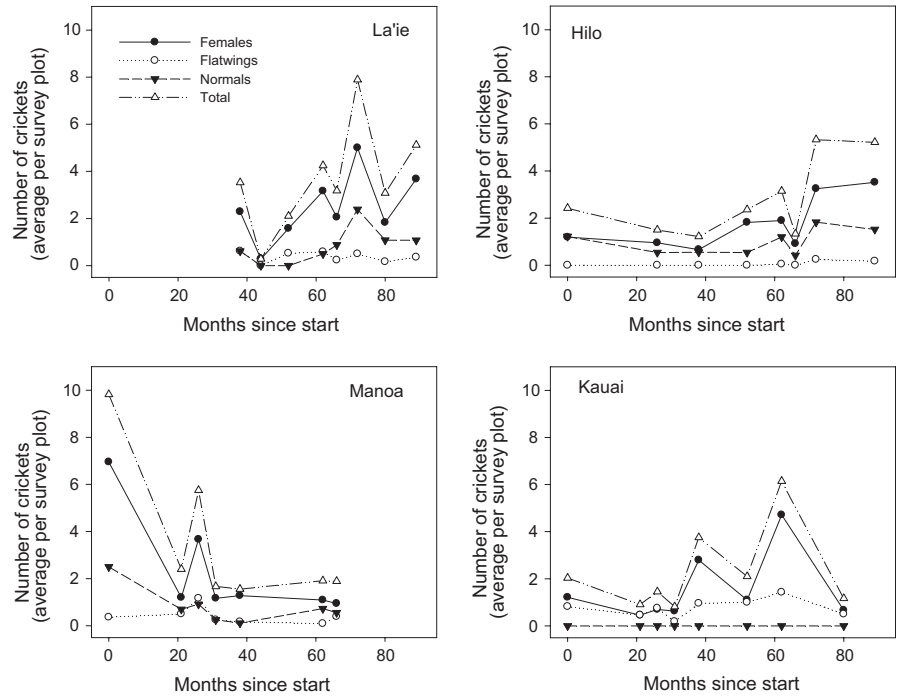 La'ie
Females
Flatwings
Normals
Total
Number of crickets
(average per survey plot)
10
8
6
4
2
0
0 20 40 60 80
Months since start
Hilo
Number of crickets
(average per survey plot)
10
8
6
4
2
0
0 20 40 60 80
Months since start
Manoa
Number of crickets
(average per survey plot)
10
8
6
4
2
0
0 20 40 60 80
Months since start
Kauai
Number of crickets
(average per survey plot)
10
8
6
4
2
0
0 20 40 60 80
Months since start